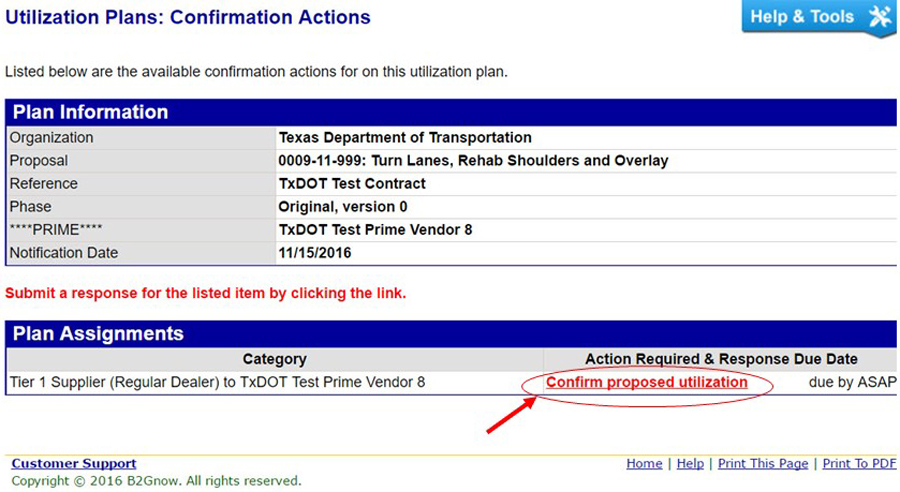 Utilization Plans: Confirmation Actions
Help & Tools
Listed below are the available confirmation actions for on this utilization plan.
Plan Information
Organization Texas Department of Transportation
Proposal 0009-11-999: Turn Lanes, Rehab Shoulders and Overlay
Reference TxDOT Test Contract
Phase Original, version 0
****PRIME**** TxDOT Test Prime Vendor 8
Notification Date 11/15/2016
Submit a response for the listed item by clicking the link.
Plan Assignments
Category Action Required & Response Due Date
Tier 1 Supplier (Regular Dealer) to TxDOT Test Prime Vendor 8 Confirm proposed utilization due by ASAP
Customer Support Home | Help | Print This Page | Print To PDF
Copyright © 2016 B2Gnow. All rights reserved.